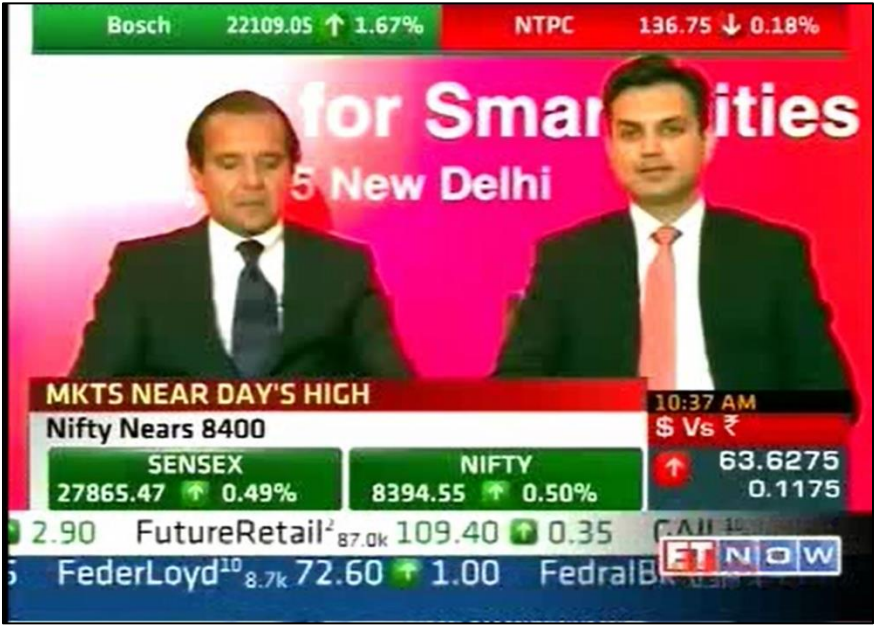 Bosch 22109.05 ↑ 1.67% NTPC 136.75 ↓ 0.18%
for Smar ities
5 New Delhi
MKTS NEAR DAY'S HIGH
Nifty Nears 8400
SENSEX
27865.47 ↑ 0.49%
NIFTY
8394.55 ↑ 0.50%
10:37 AM
$ Vs ₹
↑ 63.6275
0.1175
2.90 FutureRetail² 87.0k 109.40 ↑ 0.35
ET NOW
FederLoyd¹⁰ 8.7k 72.60 ↑ 1.00 FedralB